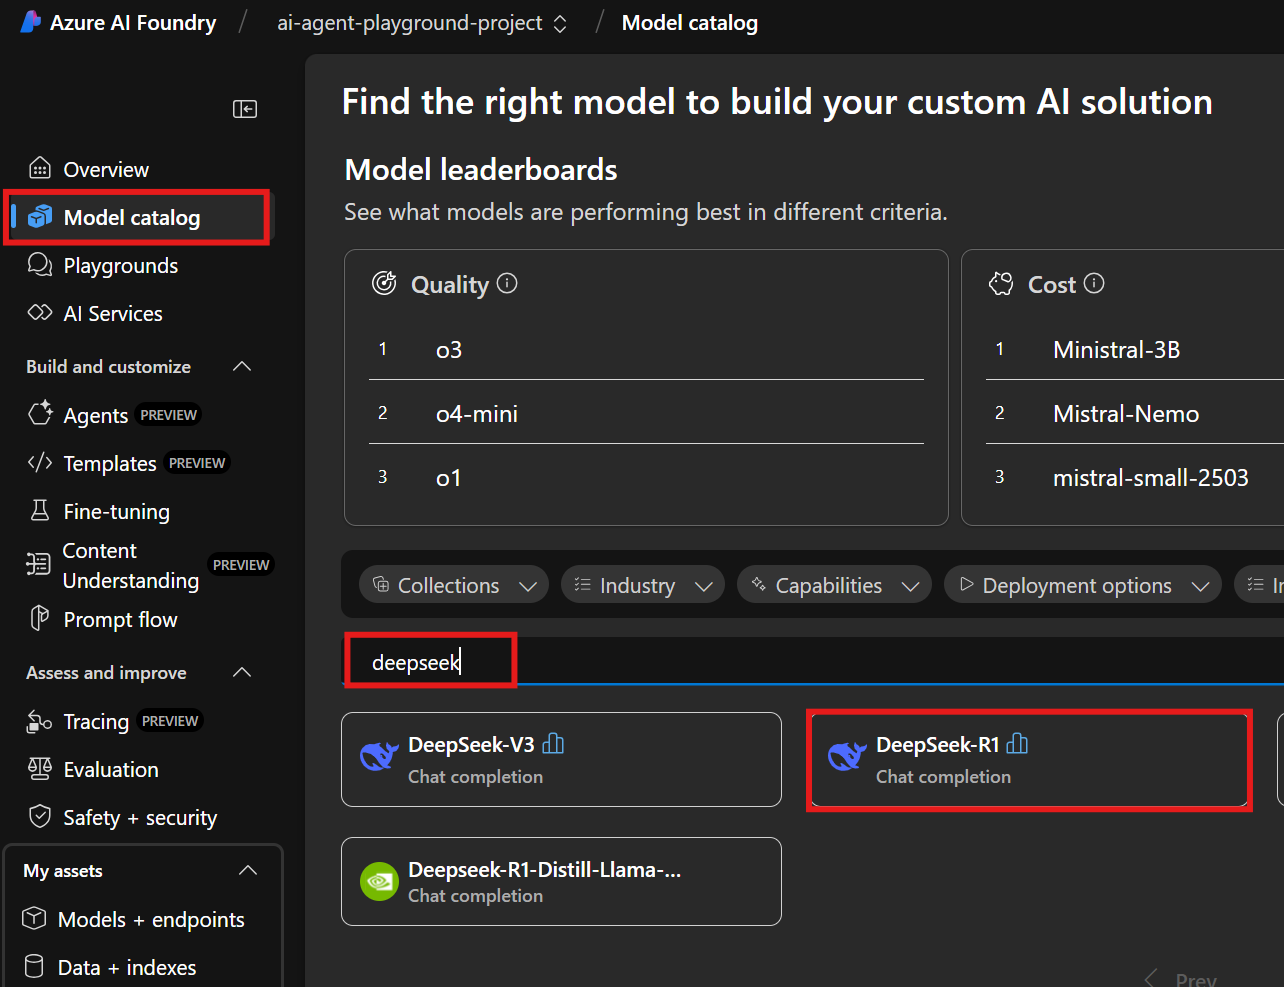 Azure AI Foundry / ai-agent-playground-project / Model catalog
Overview
Model catalog
Playgrounds
AI Services
Build and customize
Agents PREVIEW
Templates PREVIEW
Fine-tuning
Content
Understanding PREVIEW
Prompt flow
Assess and improve
Tracing PREVIEW
Evaluation
Safety + security
My assets
Models + endpoints
Data + indexes
Find the right model to build your custom AI solution
Model leaderboards
See what models are performing best in different criteria.
Quality
1 o3
2 o4-mini
3 o1
Cost
1 Ministral-3B
2 Mistral-Nemo
3 mistral-small-2503
Collections Industry Capabilities Deployment options
deepseek
DeepSeek-V3
Chat completion
DeepSeek-R1
Chat completion
Deepseek-R1-Distill-Llama-...
Chat completion
Prev